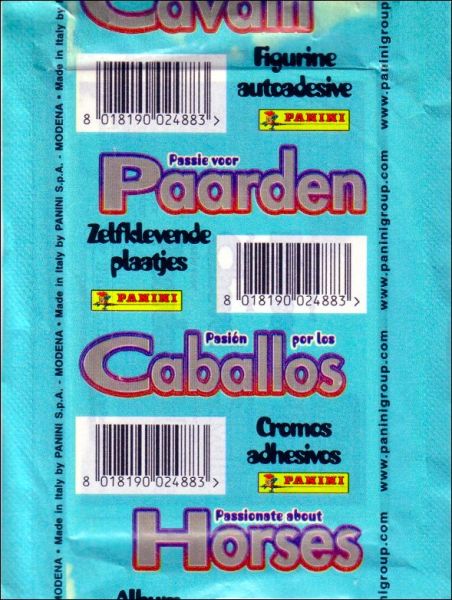 Cavalli
Figurine
autoadesive
8 018190 024883 >
PANINI
Passie voor
Paarden
Zelfklevende
plaatjes
PANINI
8 018190 024883 >
Pasión por los
Caballos
8 018190 024883 >
Cromos
adhesivos
PANINI
Passionate about
Horses
Album
MODENA • Made in Italy by PANINI S.p.A. - MODENA • Made in Italy by PANINI S.p.A. - MODENA • Made in Italy by
www.paninigroup.com www.paninigroup.com www.paninigroup.com www.paninigroup.com